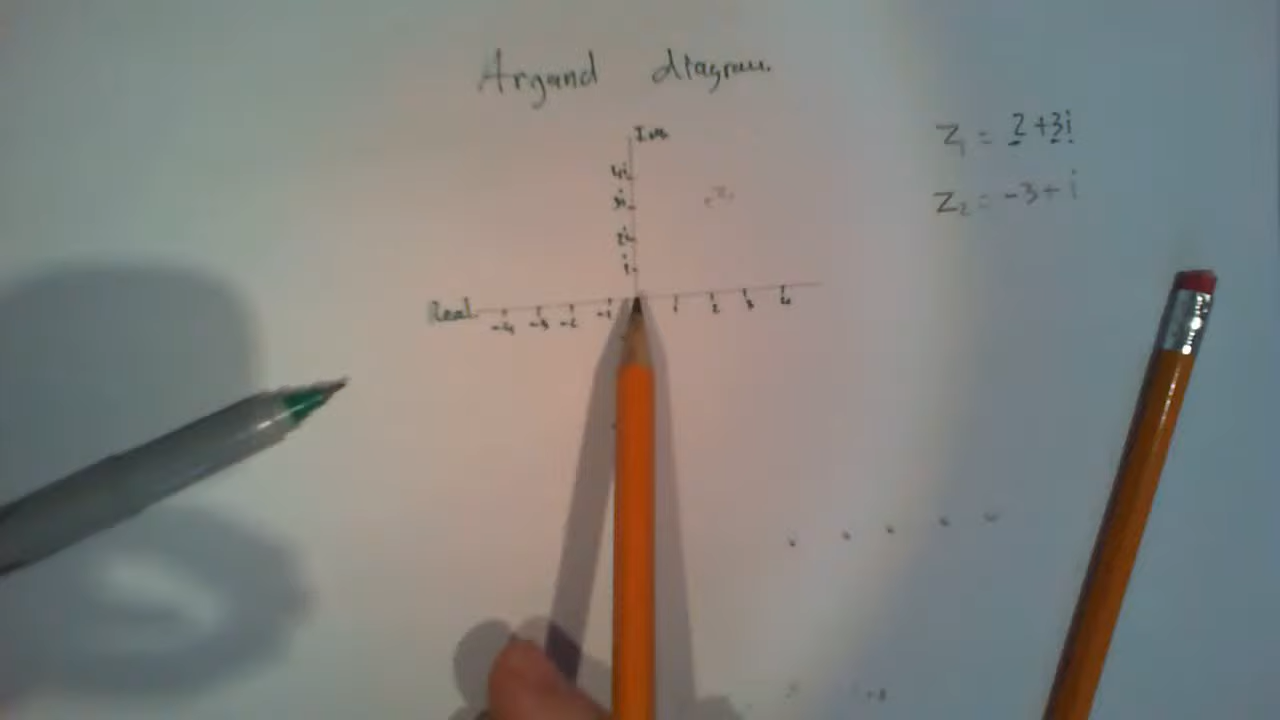 Argand diagram
Im
Z₁ = 2 + 3i
4i
3i
Z₁
Z₂ = -3 + i
2i
i
Real -4 -3 -2 -1 1 2 3 4